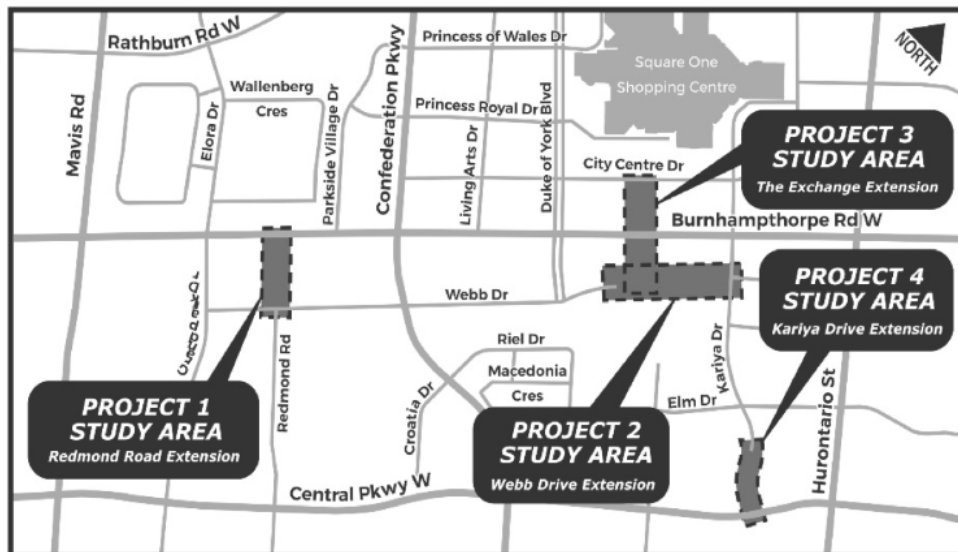 Rathburn Rd W
Mavis Rd
Elora Dr
Wallenberg
Cres
Parkside Village Dr
Confederation Pkwy
Princess of Wales Dr
Princess Royal Dr
Living Arts Dr
Duke of York Blvd
Square One
Shopping Centre
NORTH
City Centre Dr
PROJECT 3
STUDY AREA
The Exchange Extension
Burnhampthorpe Rd W
PROJECT 4
STUDY AREA
Kariya Drive Extension
Webb Dr
Redmond Rd
PROJECT 1
STUDY AREA
Redmond Road Extension
Riel Dr
Macedonia
Cres
Croatia Dr
PROJECT 2
STUDY AREA
Webb Drive Extension
Kariya Dr
Elm Dr
Hurontario St
Central Pkwy W